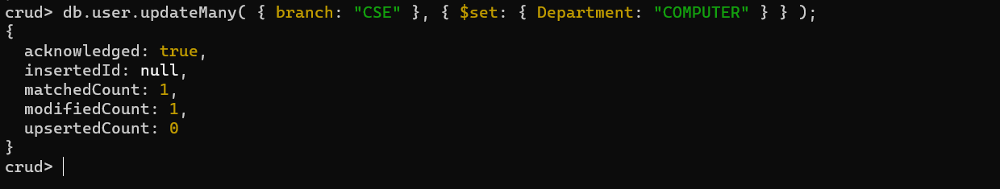 crud> db.user.updateMany( { branch: "CSE" }, { $set: { Department: "COMPUTER" } } );
{
  acknowledged: true,
  insertedId: null,
  matchedCount: 1,
  modifiedCount: 1,
  upsertedCount: 0
}
crud>